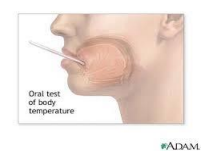 Oral test
of body
temperature
ADAM.